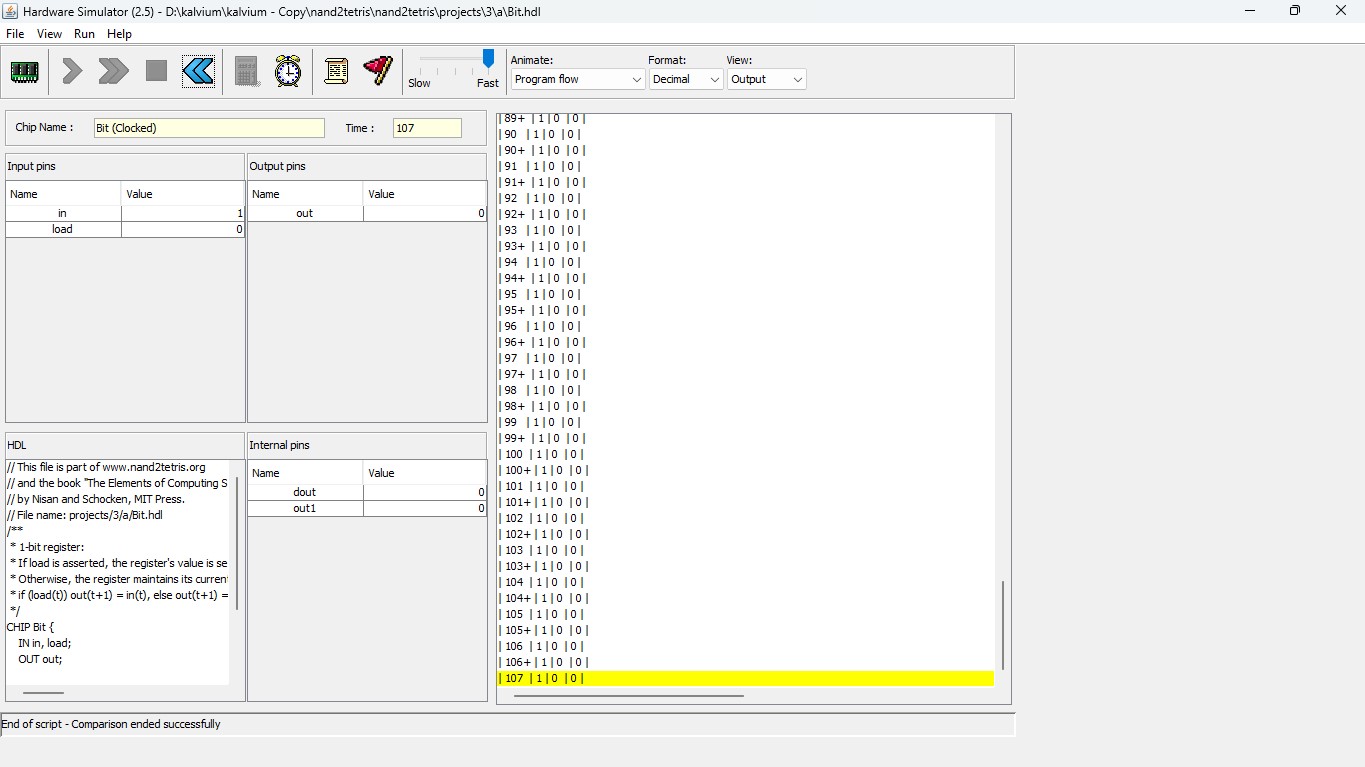 Hardware Simulator (2.5) - D:\kalvium\kalvium - Copy\nand2tetris\nand2tetris\projects\3\a\Bit.hdl
File View Run Help
Slow Fast
Animate: Format: View:
Program flow Decimal Output
Chip Name : Bit (Clocked) Time : 107
Input pins
Name Value
in 1
load 0
Output pins
Name Value
out 0
HDL
// This file is part of www.nand2tetris.org
// and the book "The Elements of Computing S
// by Nisan and Schocken, MIT Press.
// File name: projects/3/a/Bit.hdl
/**
* 1-bit register:
* If load is asserted, the register's value is se
* Otherwise, the register maintains its curren
* if (load(t)) out(t+1) = in(t), else out(t+1) =
*/
CHIP Bit {
IN in, load;
OUT out;
Internal pins
Name Value
dout 0
out1 0
| 89+ | 1 | 0 | 0 |
| 90 | 1 | 0 | 0 |
| 90+ | 1 | 0 | 0 |
| 91 | 1 | 0 | 0 |
| 91+ | 1 | 0 | 0 |
| 92 | 1 | 0 | 0 |
| 92+ | 1 | 0 | 0 |
| 93 | 1 | 0 | 0 |
| 93+ | 1 | 0 | 0 |
| 94 | 1 | 0 | 0 |
| 94+ | 1 | 0 | 0 |
| 95 | 1 | 0 | 0 |
| 95+ | 1 | 0 | 0 |
| 96 | 1 | 0 | 0 |
| 96+ | 1 | 0 | 0 |
| 97 | 1 | 0 | 0 |
| 97+ | 1 | 0 | 0 |
| 98 | 1 | 0 | 0 |
| 98+ | 1 | 0 | 0 |
| 99 | 1 | 0 | 0 |
| 99+ | 1 | 0 | 0 |
| 100 | 1 | 0 | 0 |
| 100+ | 1 | 0 | 0 |
| 101 | 1 | 0 | 0 |
| 101+ | 1 | 0 | 0 |
| 102 | 1 | 0 | 0 |
| 102+ | 1 | 0 | 0 |
| 103 | 1 | 0 | 0 |
| 103+ | 1 | 0 | 0 |
| 104 | 1 | 0 | 0 |
| 104+ | 1 | 0 | 0 |
| 105 | 1 | 0 | 0 |
| 105+ | 1 | 0 | 0 |
| 106 | 1 | 0 | 0 |
| 106+ | 1 | 0 | 0 |
| 107 | 1 | 0 | 0 |
End of script - Comparison ended successfully